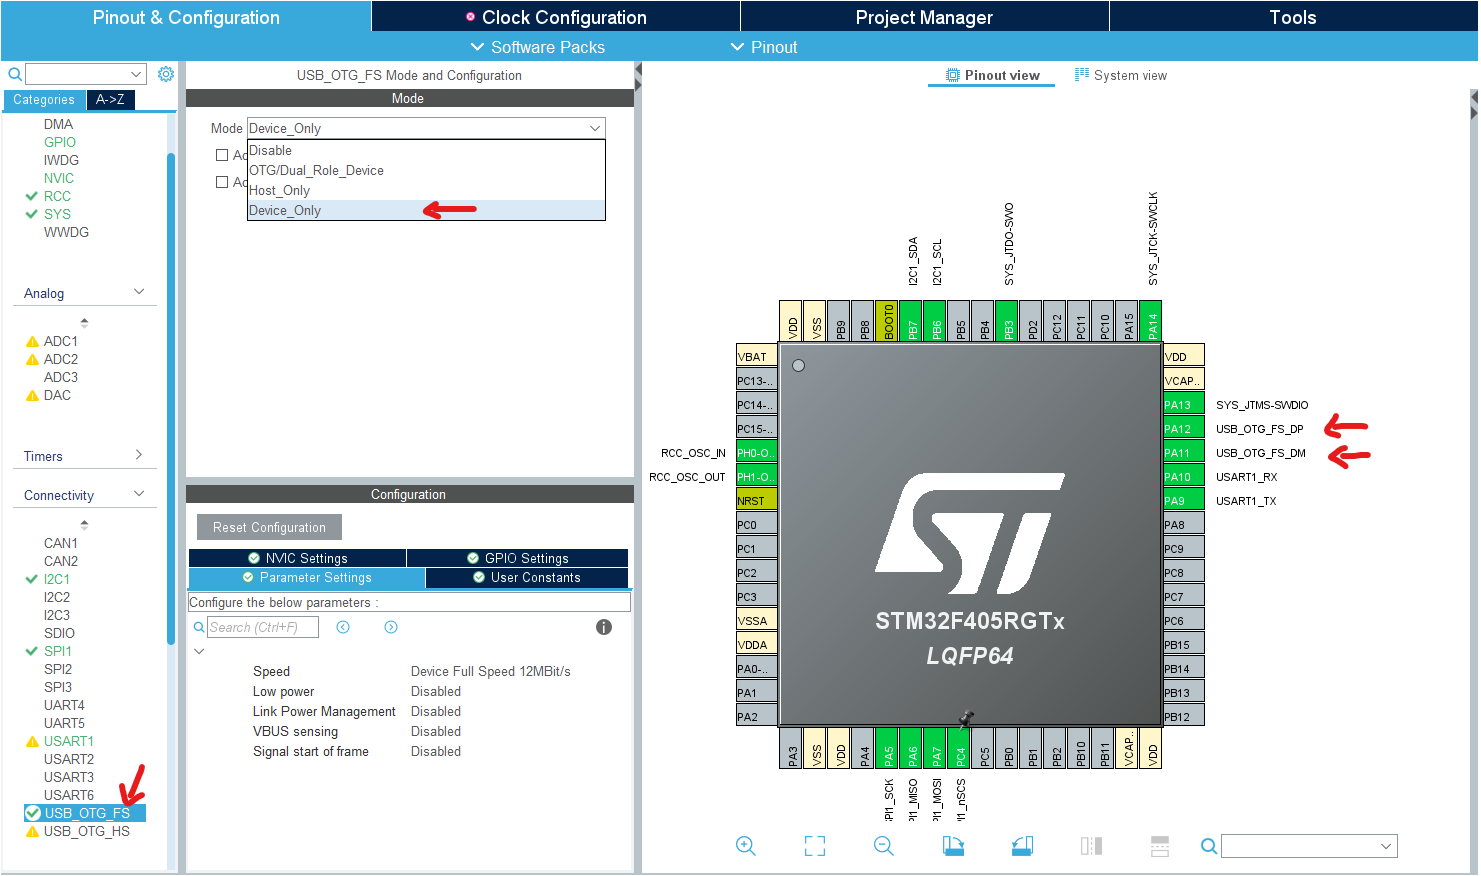 Pinout & Configuration
Clock Configuration
Project Manager
Tools
Software Packs
Pinout
Categories
A->Z
DMA
GPIO
IWDG
NVIC
RCC
SYS
WWDG
Analog
ADC1
ADC2
ADC3
DAC
Timers
Connectivity
CAN1
CAN2
I2C1
I2C2
I2C3
SDIO
SPI1
SPI2
SPI3
UART4
UART5
USART1
USART2
USART3
USART6
USB_OTG_FS
USB_OTG_HS
USB_OTG_FS Mode and Configuration
Mode
Mode Device_Only
Disable
OTG/Dual_Role_Device
Host_Only
Device_Only
Configuration
Reset Configuration
NVIC Settings
GPIO Settings
Parameter Settings
User Constants
Configure the below parameters :
Search (Ctrl+F)
Speed Device Full Speed 12MBit/s
Low power Disabled
Link Power Management Disabled
VBUS sensing Disabled
Signal start of frame Disabled
Pinout view
System view
I2C1_SDA
I2C1_SCL
SYS_JTDO-SWO
SYS_JTCK-SWCLK
VDD
VSS
PB9
PB8
BOOT0
PB7
PB6
PB5
PB4
PB3
PD2
PC12
PC11
PC10
PA15
PA14
VBAT
PC13-..
PC14-..
PC15-..
RCC_OSC_IN PH0-O..
RCC_OSC_OUT PH1-O..
NRST
PC0
PC1
PC2
PC3
VSSA
VDDA
PA0-..
PA1
PA2
STM32F405RGTx
LQFP64
VDD
VCAP..
PA13 SYS_JTMS-SWDIO
PA12 USB_OTG_FS_DP
PA11 USB_OTG_FS_DM
PA10 USART1_RX
PA9 USART1_TX
PA8
PC9
PC8
PC7
PC6
PB15
PB14
PB13
PB12
PA3
VSS
VDD
PA4
PA5
PA6
PA7
PC4
PC5
PB0
PB1
PB2
PB10
PB11
VCAP..
VDD
SPI1_SCK
PI1_MISO
PI1_MOSI
PI1_nSCS